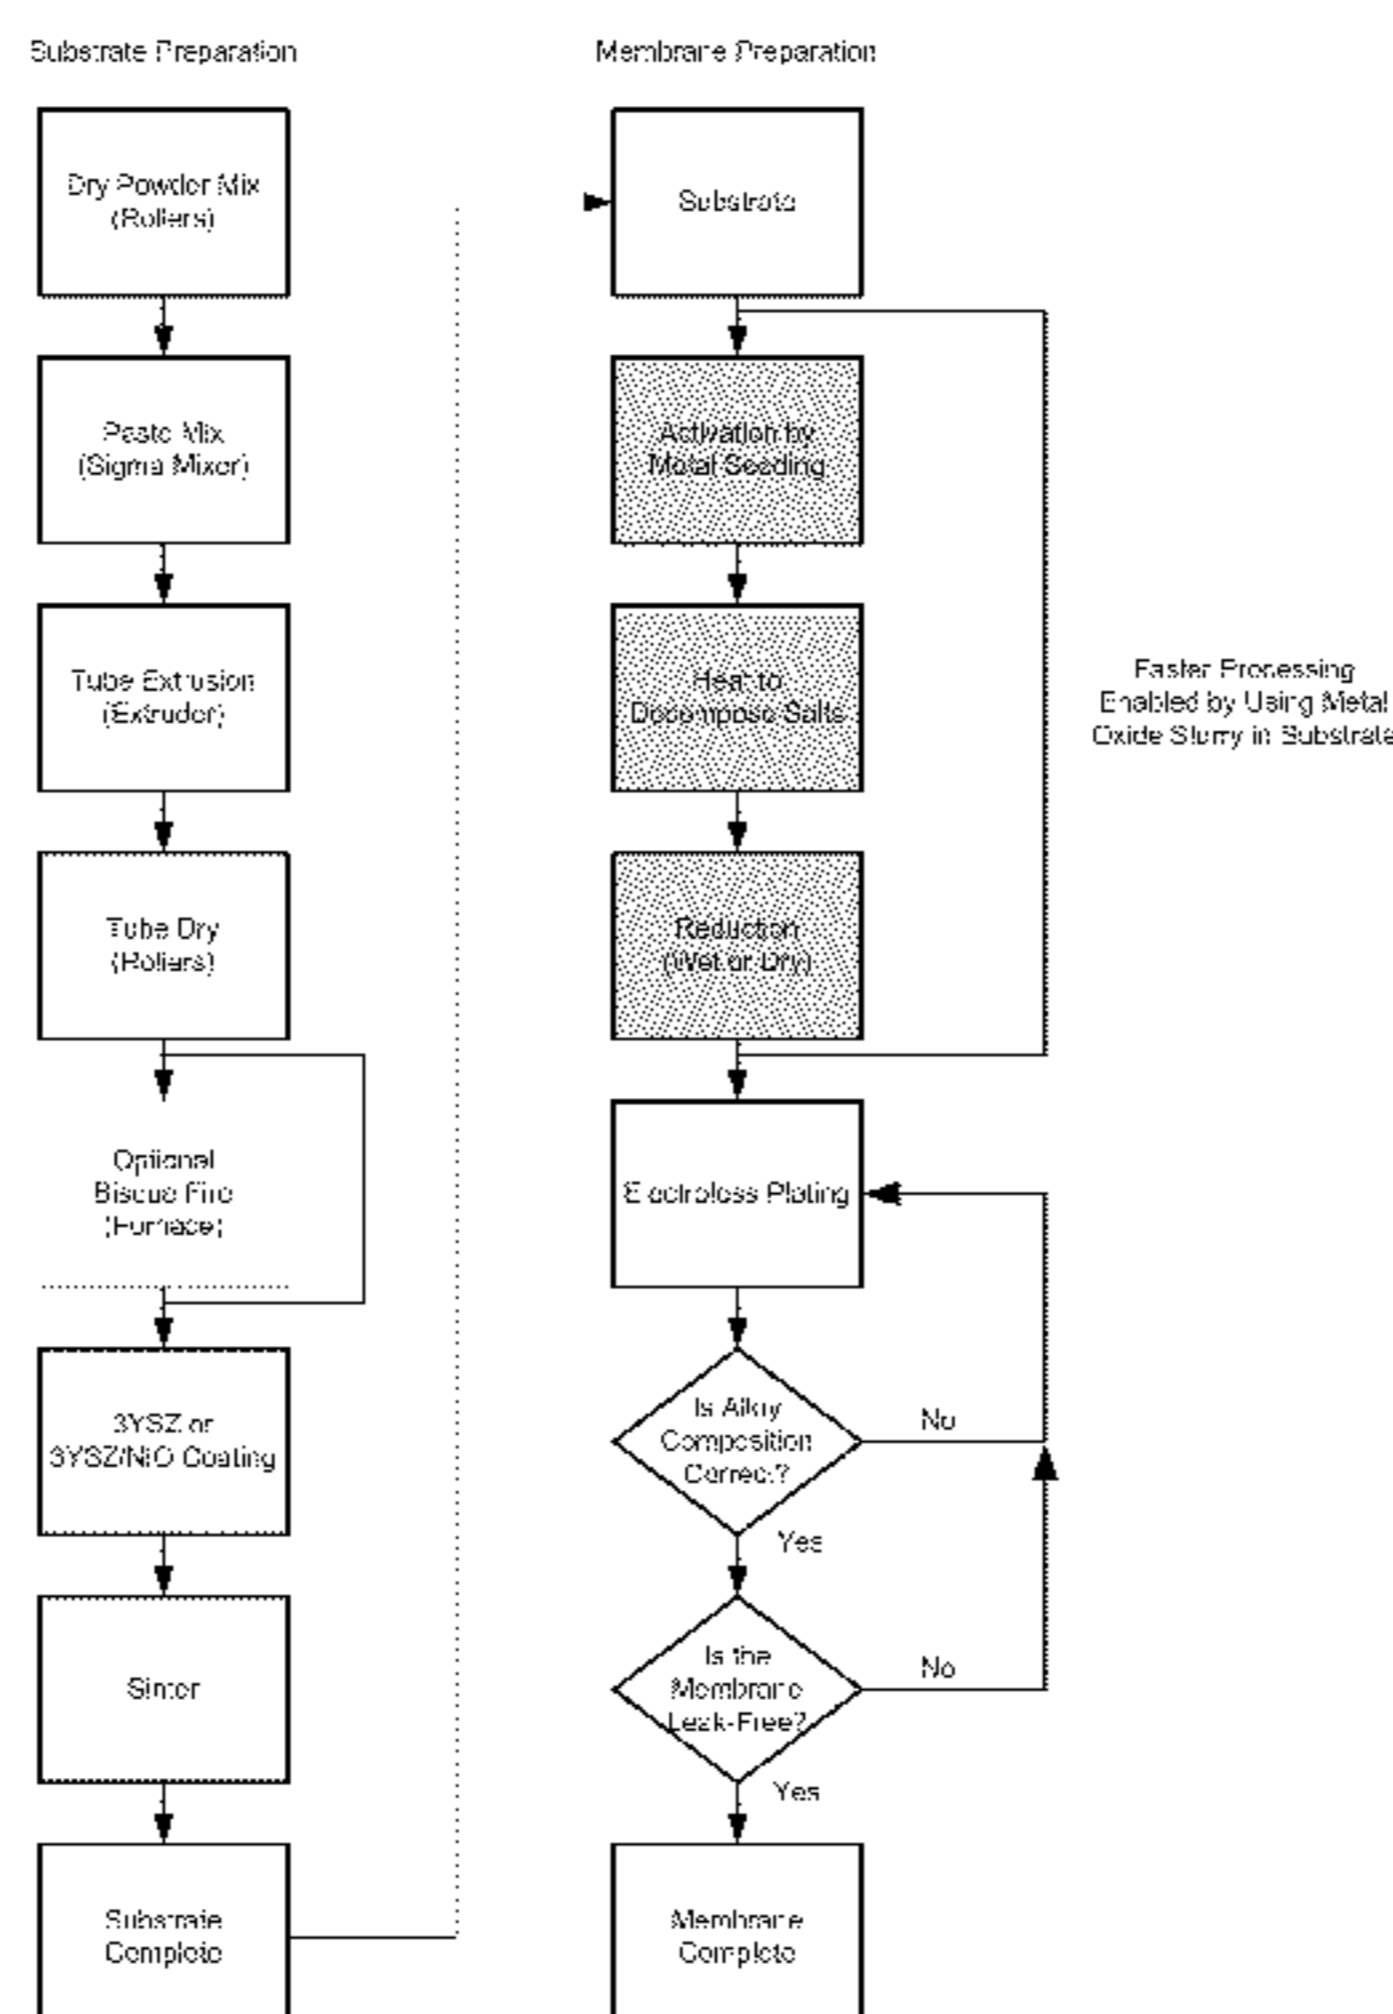 Substrate Preparation
Dry Powder Mix
(Rollers)
Paste Mix
(Sigma Mixer)
Tube Extrusion
(Extruder)
Tube Dry
(Rollers)
Optional
Bisque Fire
(Furnace)
3YSZ or
3YSZ/NiO Coating
Sinter
Substrate
Complete
Membrane Preparation
Substrate
Activation by
Metal Seeding
Heat to
Decompose Salts
Reduction
(Wet or Dry)
Faster Processing
Enabled by Using Metal
Oxide Slurry in Substrate
Electroless Plating
Is Alloy
Composition
Correct?
No
Yes
Is the
Membrane
Leak-Free?
No
Yes
Membrane
Complete